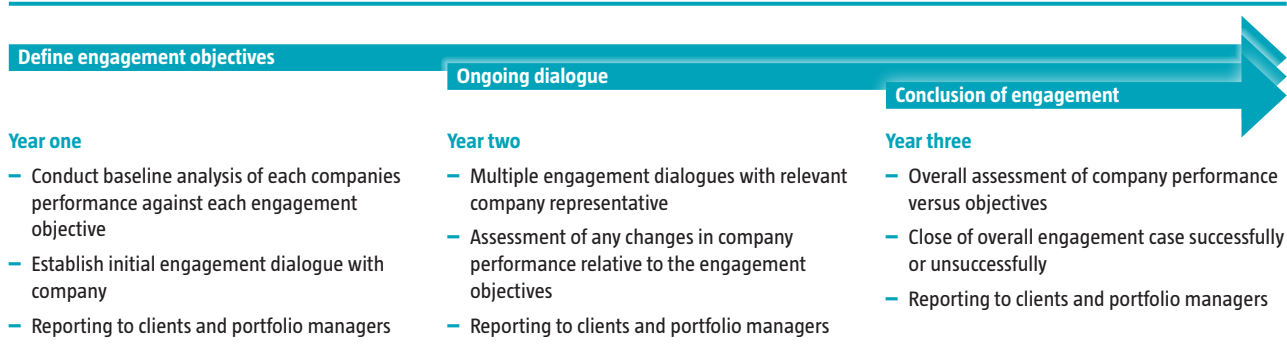 Define engagement objectives
Ongoing dialogue
Conclusion of engagement
Year one
– Conduct baseline analysis of each companies
performance against each engagement
objective
– Establish initial engagement dialogue with
company
– Reporting to clients and portfolio managers
Year two
– Multiple engagement dialogues with relevant
company representative
– Assessment of any changes in company
performance relative to the engagement
objectives
– Reporting to clients and portfolio managers
Year three
– Overall assessment of company performance
versus objectives
– Close of overall engagement case successfully
or unsuccessfully
– Reporting to clients and portfolio managers